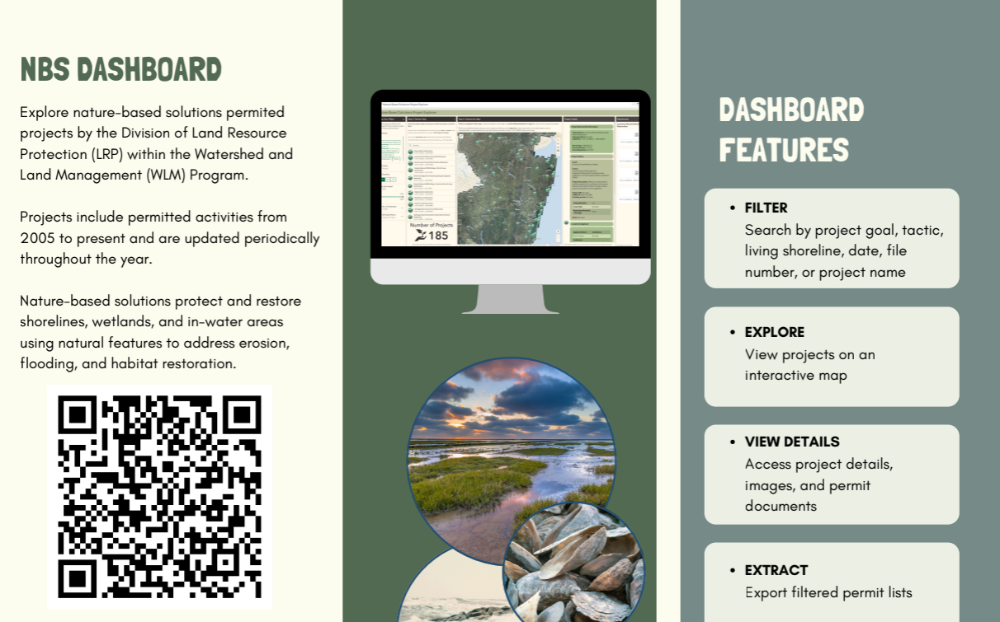 NBS DASHBOARD
Explore nature-based solutions permited
projects by the Division of Land Resource
Protection (LRP) within the Watershed and
Land Management (WLM) Program.
Projects include permitted activities from
2005 to present and are updated periodically
throughout the year.
Nature-based solutions protect and restore
shorelines, wetlands, and in-water areas
using natural features to address erosion,
flooding, and habitat restoration.
Number of Projects
185
DASHBOARD
FEATURES
• FILTER
Search by project goal, tactic,
living shoreline, date, file
number, or project name
• EXPLORE
View projects on an
interactive map
• VIEW DETAILS
Access project details,
images, and permit
documents
• EXTRACT
Export filtered permit lists